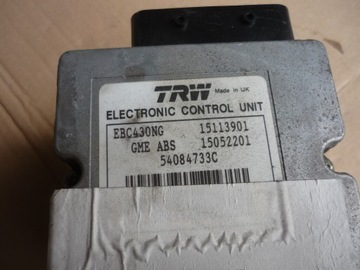 TRW Made in UK
ELECTRONIC CONTROL UNIT
EBC430NG 15113901
GME ABS 15052201
54084733C